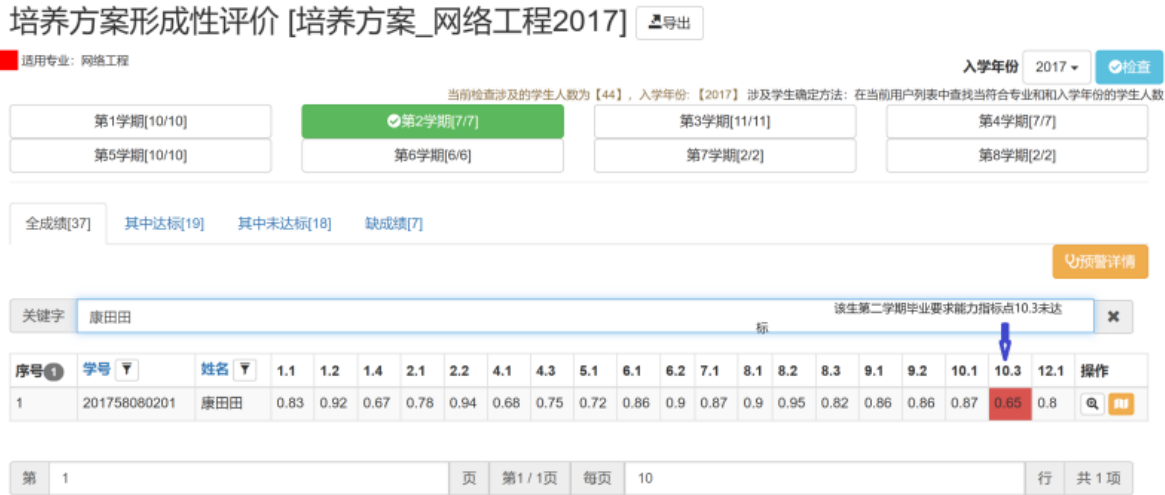 培养方案形成性评价 [培养方案_网络工程2017] 导出
适用专业：网络工程
入学年份 2017 检查
当前检查涉及的学生人数为【44】，入学年份:【2017】 涉及学生确定方法：在当前用户列表中查找当符合专业和和入学年份的学生人数
第1学期[10/10] 第2学期[7/7] 第3学期[11/11] 第4学期[7/7]
第5学期[10/10] 第6学期[6/6] 第7学期[2/2] 第8学期[2/2]
全成绩[37] 其中达标[19] 其中未达标[18] 缺成绩[7]
预警详情
关键字 康田田 该生第二学期毕业要求能力指标点10.3未达
标
序号 1 学号 姓名 1.1 1.2 1.4 2.1 2.2 4.1 4.3 5.1 6.1 6.2 7.1 8.1 8.2 8.3 9.1 9.2 10.1 10.3 12.1 操作
1 201758080201 康田田 0.83 0.92 0.67 0.78 0.94 0.68 0.75 0.72 0.86 0.9 0.87 0.9 0.95 0.82 0.86 0.86 0.87 0.65 0.8
第 1 页 第1 / 1页 每页 10 行 共 1 项